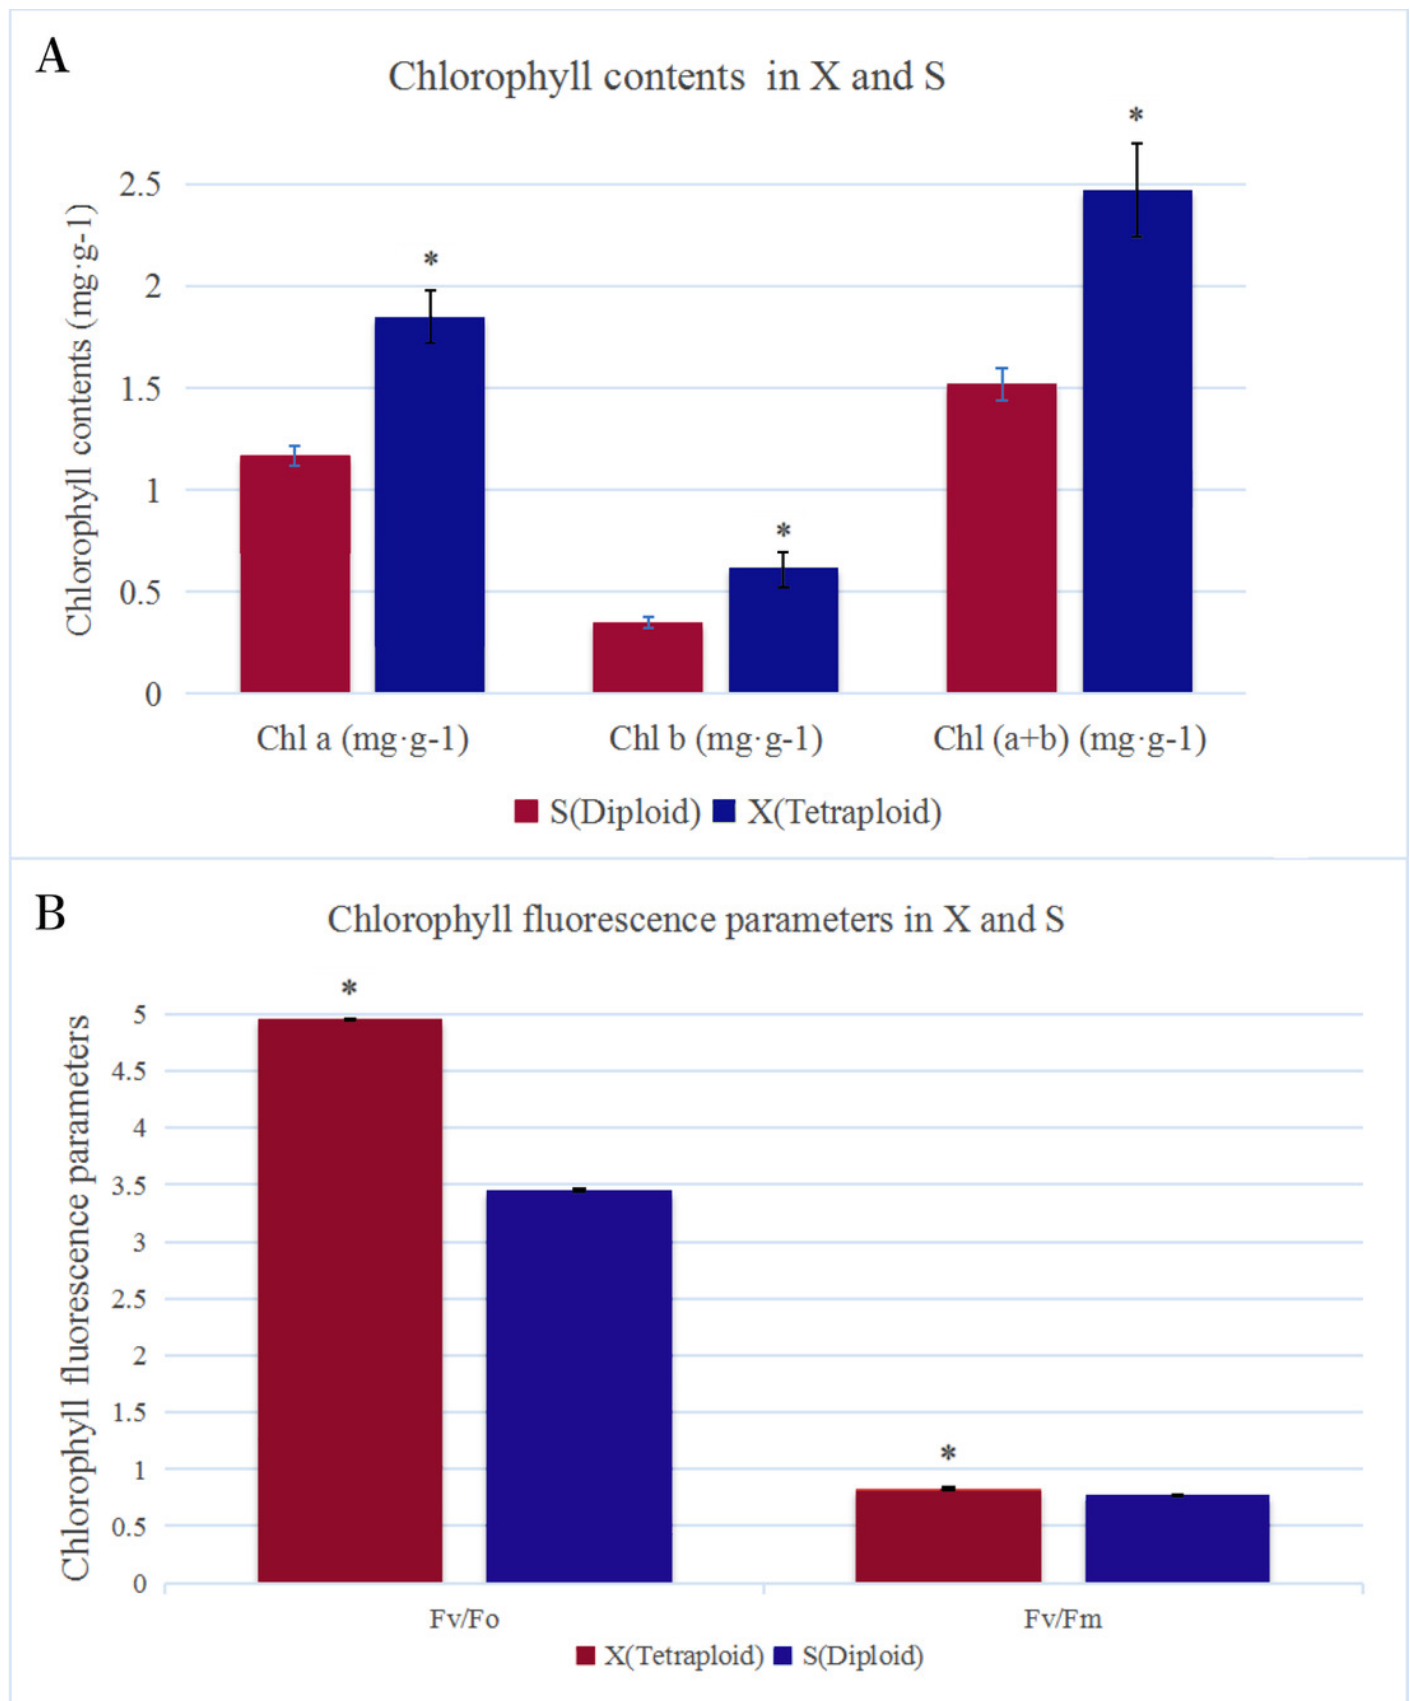 A
Chlorophyll contents in X and S
Chlorophyll contents (mg·g-1)
*
*
*
2.5
2
1.5
1
0.5
0
Chl a (mg·g-1) Chl b (mg·g-1) Chl (a+b) (mg·g-1)
S(Diploid) X(Tetraploid)
B
Chlorophyll fluorescence parameters in X and S
Chlorophyll fluorescence parameters
*
*
5
4.5
4
3.5
3
2.5
2
1.5
1
0.5
0
Fv/Fo Fv/Fm
X(Tetraploid) S(Diploid)